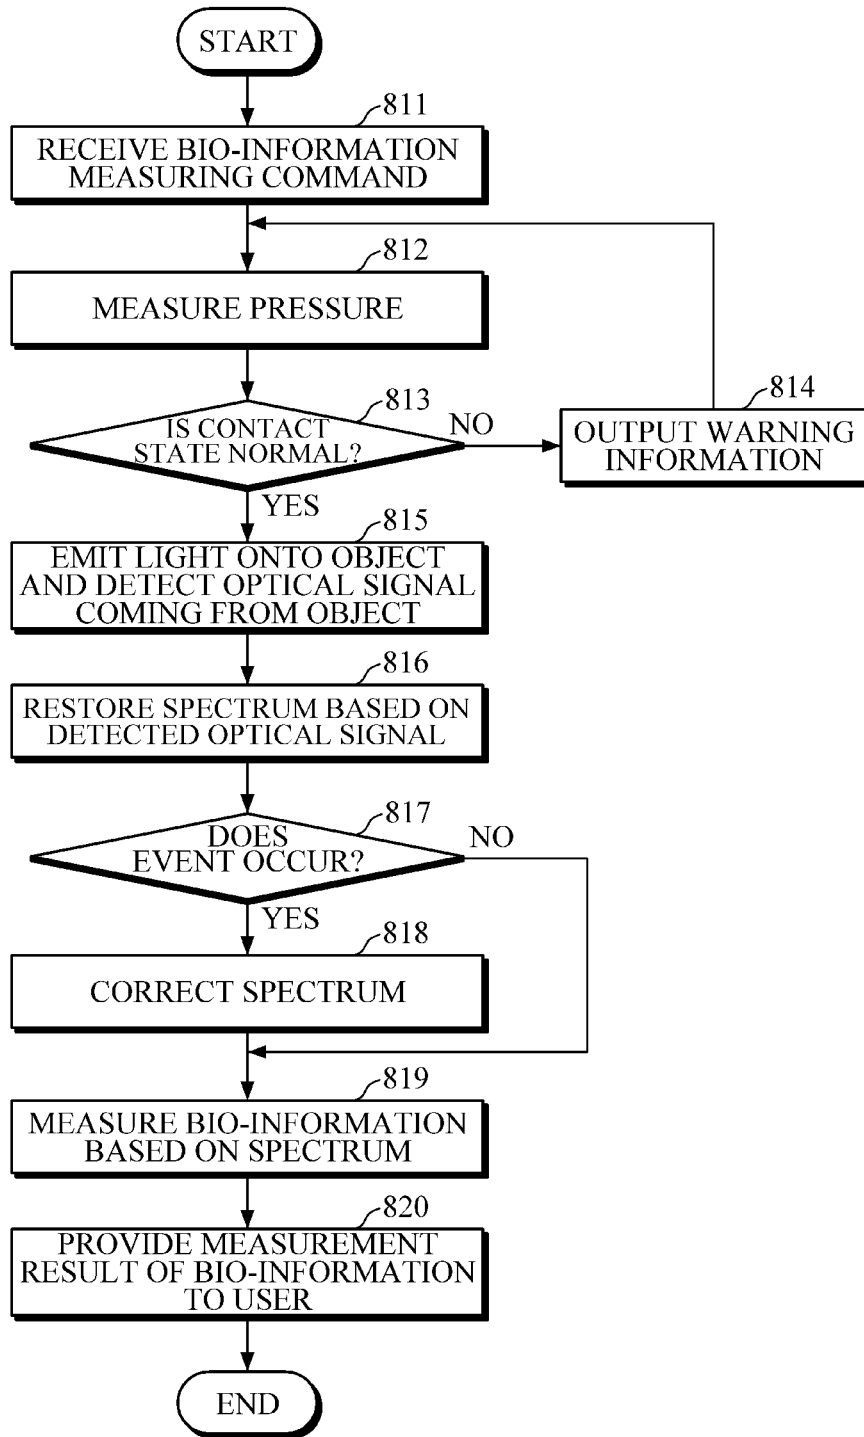 START
811
RECEIVE BIO-INFORMATION
MEASURING COMMAND
812
MEASURE PRESSURE
813
IS CONTACT
STATE NORMAL?
NO
814
OUTPUT WARNING
INFORMATION
YES
815
EMIT LIGHT ONTO OBJECT
AND DETECT OPTICAL SIGNAL
COMING FROM OBJECT
816
RESTORE SPECTRUM BASED ON
DETECTED OPTICAL SIGNAL
817
DOES
EVENT OCCUR?
NO
YES
818
CORRECT SPECTRUM
819
MEASURE BIO-INFORMATION
BASED ON SPECTRUM
820
PROVIDE MEASUREMENT
RESULT OF BIO-INFORMATION
TO USER
END